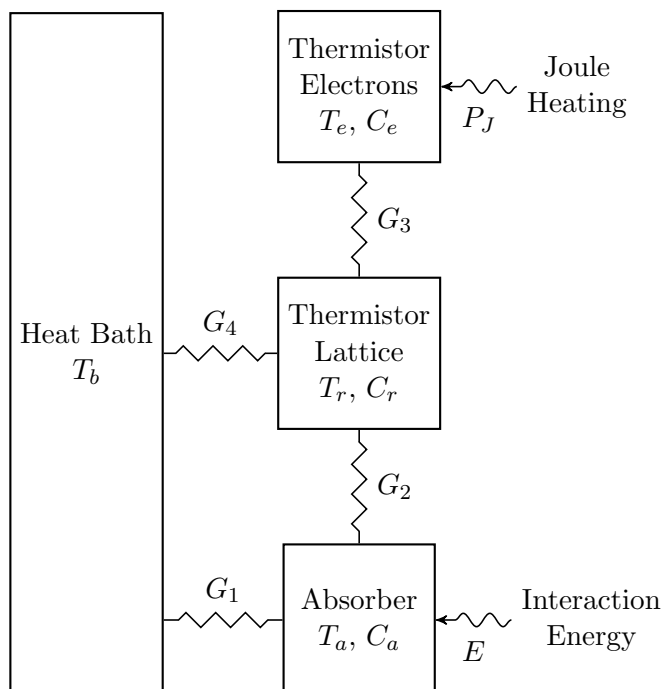 Thermistor
Electrons
T_e, C_e
Joule
Heating
P_J
G_3
Heat Bath
T_b
G_4
Thermistor
Lattice
T_r, C_r
G_2
G_1
Absorber
T_a, C_a
Interaction
Energy
E